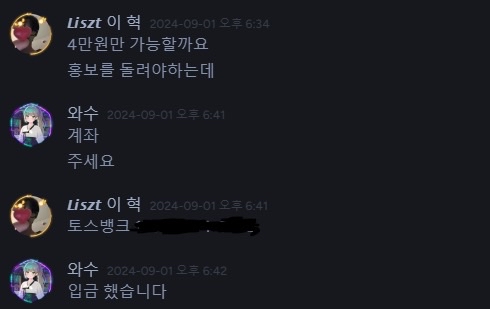 Liszt 이 혁 2024-09-01 오후 6:34
4만원만 가능할까요
홍보를 돌려야하는데
와수 2024-09-01 오후 6:41
계좌
주세요
Liszt 이 혁 2024-09-01 오후 6:41
토스뱅크
와수 2024-09-01 오후 6:42
입금 했습니다